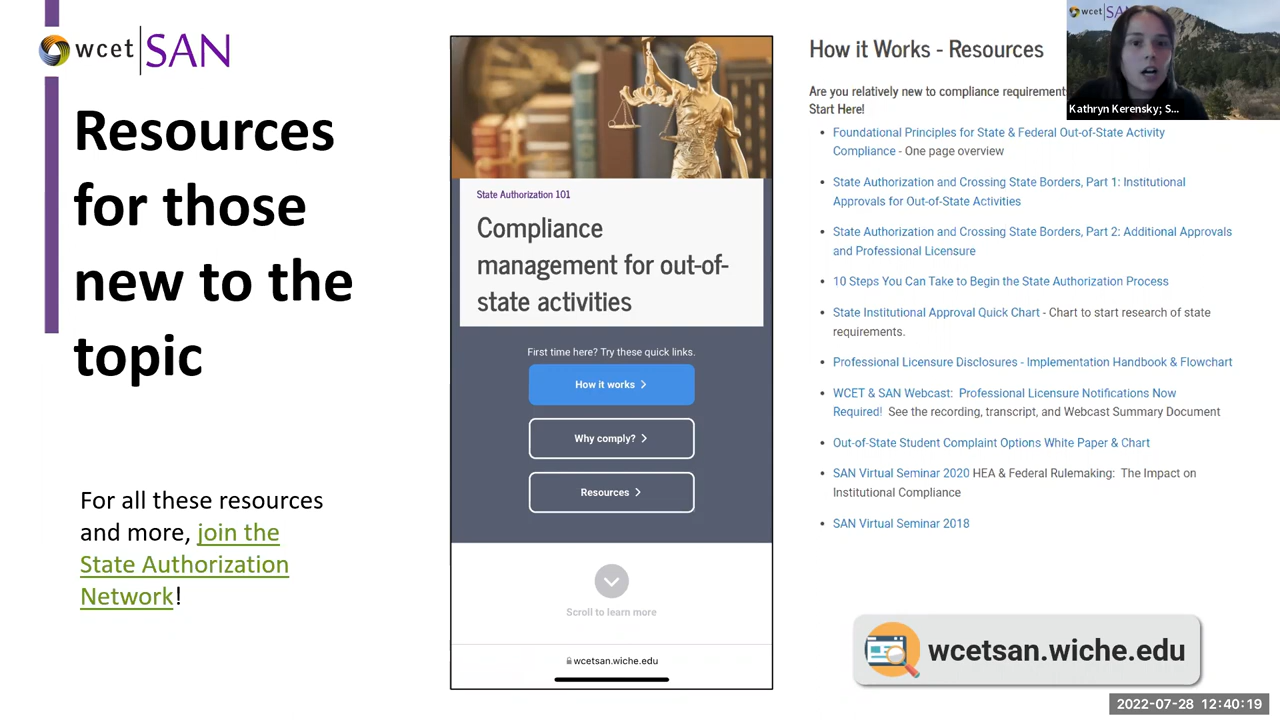 wcet SAN
Resources
for those
new to the
topic
For all these resources
and more, join the
State Authorization
Network!
State Authorization 101
Compliance
management for out-of-
state activities
First time here? Try these quick links.
How it works
Why comply?
Resources
Scroll to learn more
wcetsan.wiche.edu
How it Works - Resources
Are you relatively new to compliance requirement
Start Here!
• Foundational Principles for State & Federal Out-of-State Activity
Compliance - One page overview
• State Authorization and Crossing State Borders, Part 1: Institutional
Approvals for Out-of-State Activities
• State Authorization and Crossing State Borders, Part 2: Additional Approvals
and Professional Licensure
• 10 Steps You Can Take to Begin the State Authorization Process
• State Institutional Approval Quick Chart - Chart to start research of state
requirements.
• Professional Licensure Disclosures - Implementation Handbook & Flowchart
• WCET & SAN Webcast: Professional Licensure Notifications Now
Required! See the recording, transcript, and Webcast Summary Document
• Out-of-State Student Complaint Options White Paper & Chart
• SAN Virtual Seminar 2020 HEA & Federal Rulemaking: The Impact on
Institutional Compliance
• SAN Virtual Seminar 2018
wcetsan.wiche.edu
wcet SA
Kathryn Kerensky; S...
2022-07-28 12:40:19